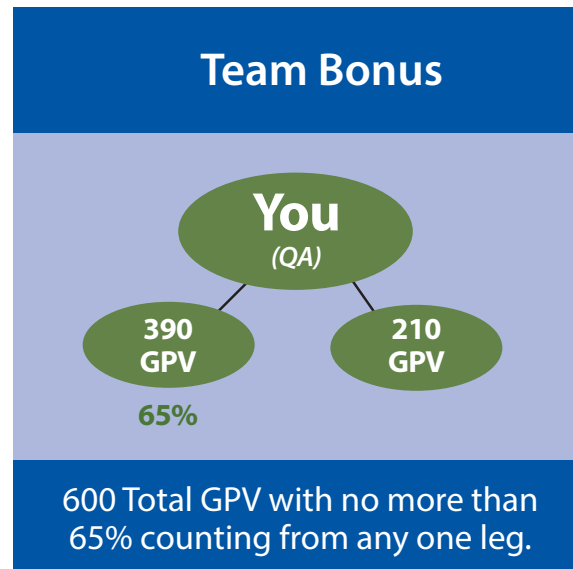 Team Bonus
You
(QA)
390
GPV
210
GPV
65%
600 Total GPV with no more than
65% counting from any one leg.